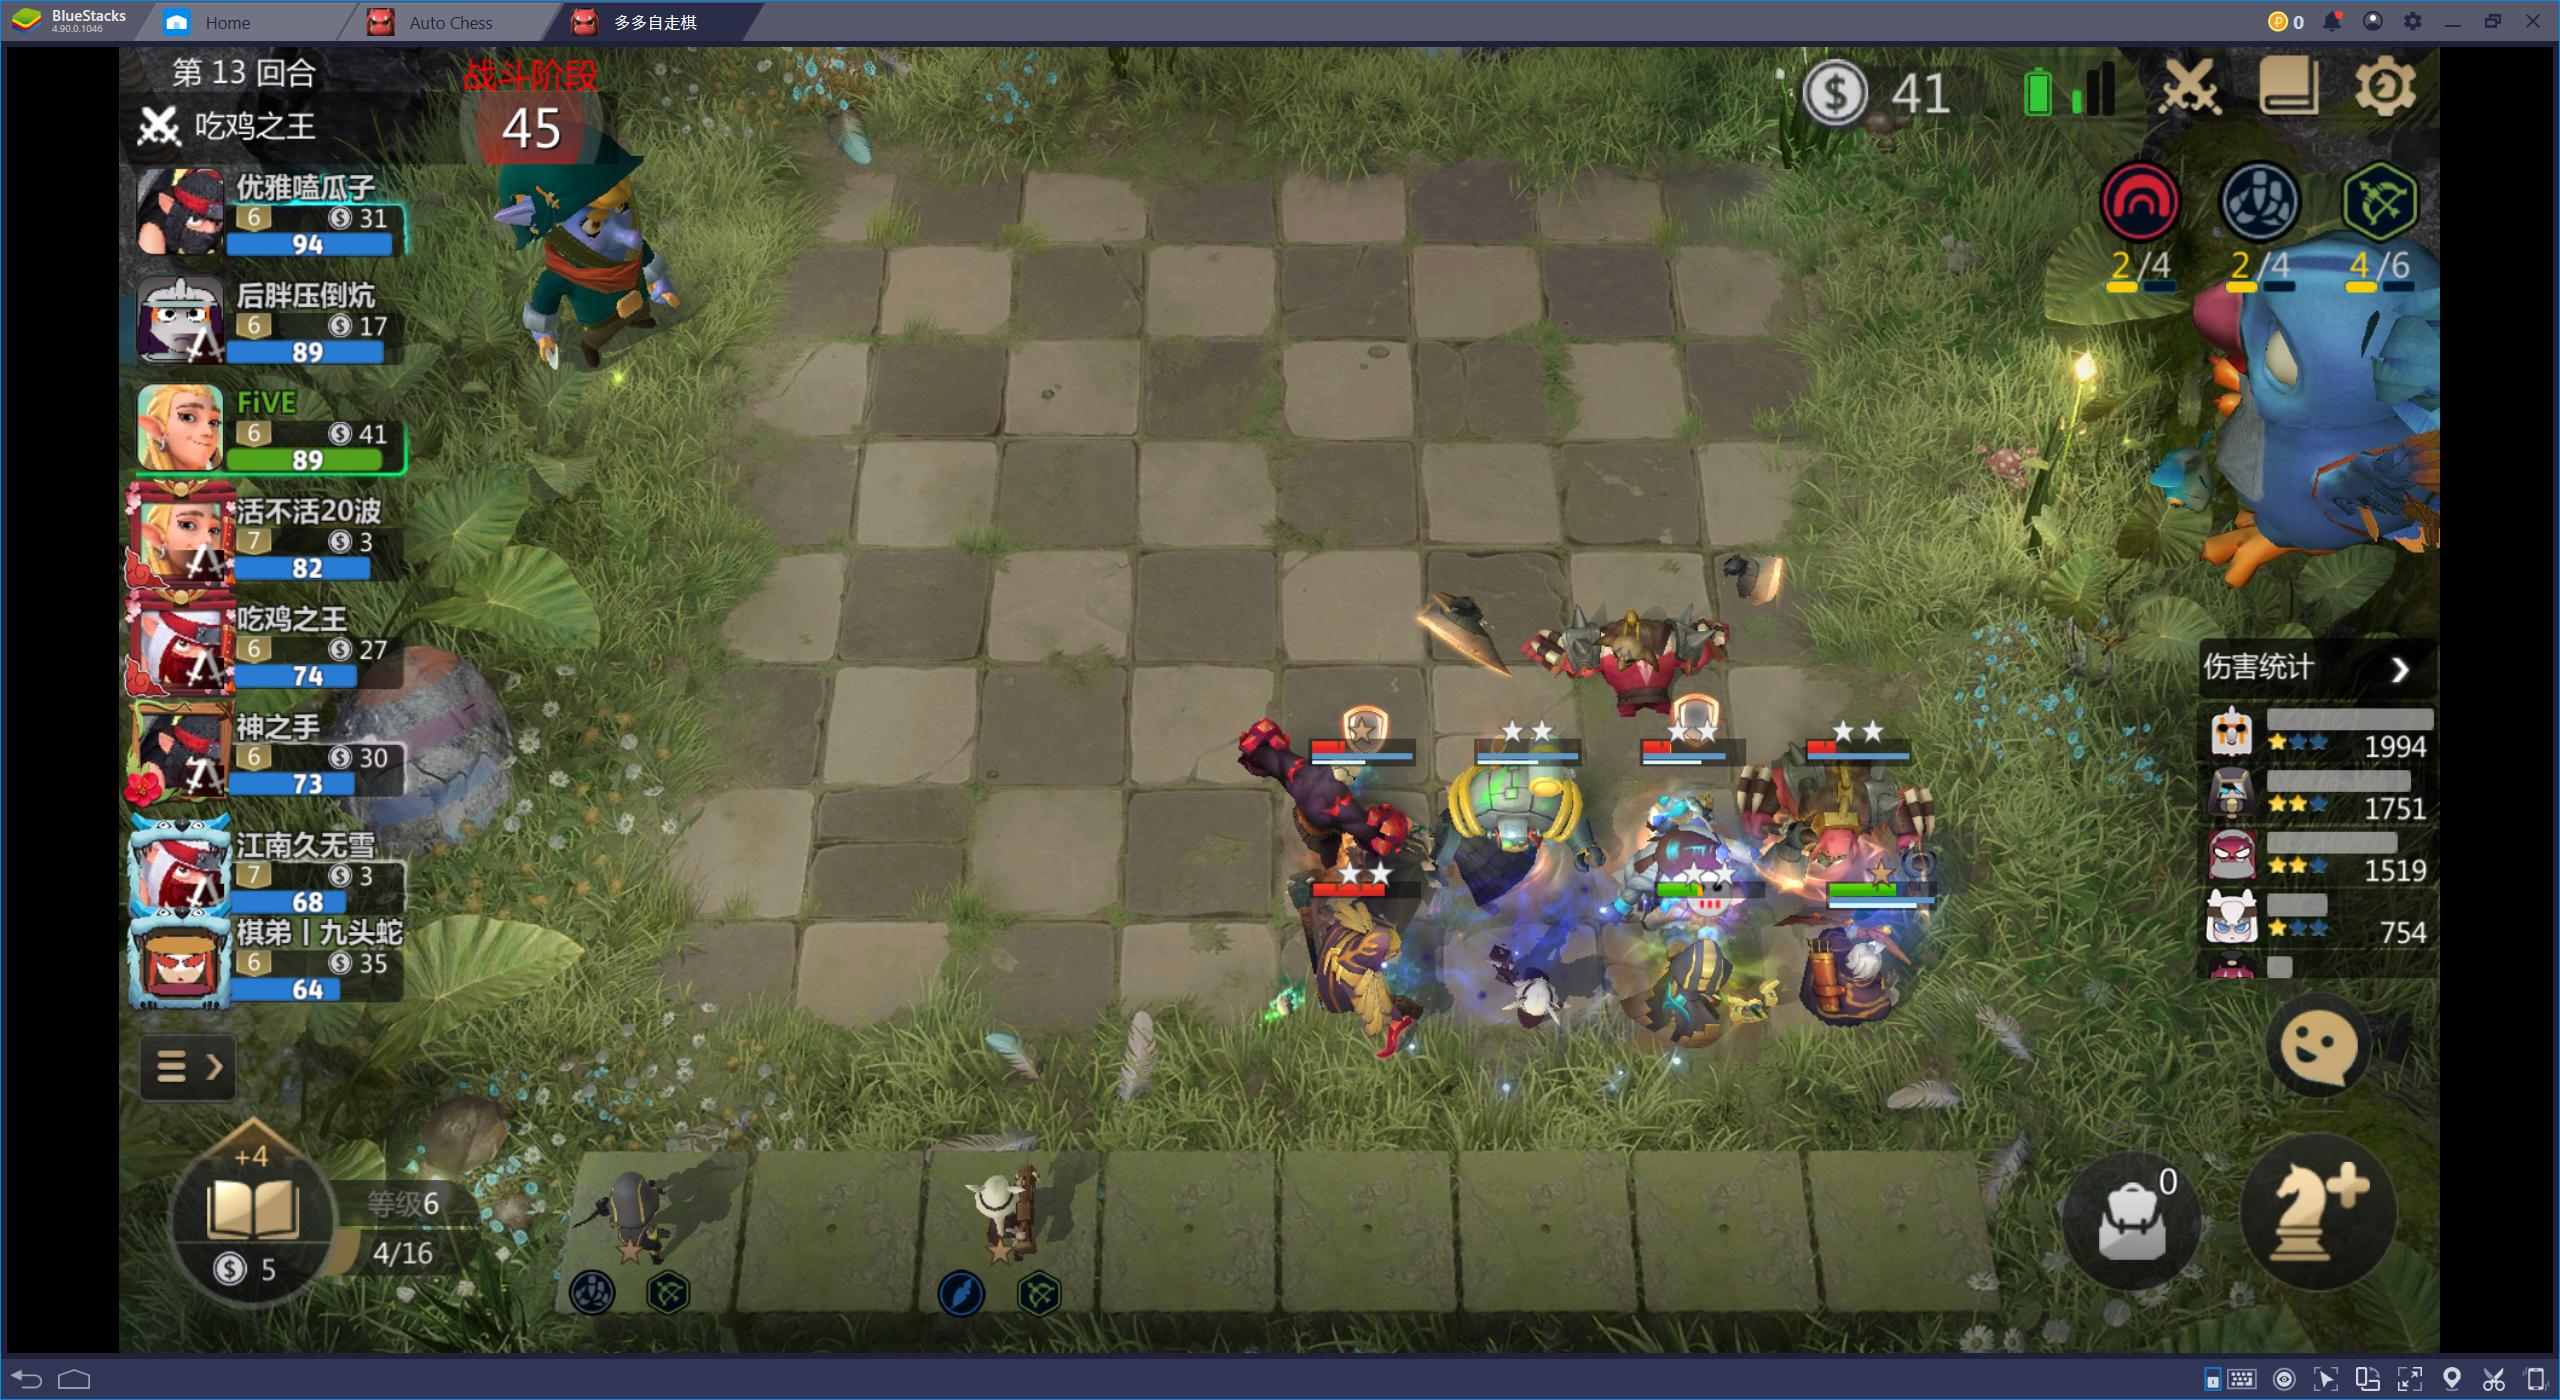 BlueStacks
4.90.0.1046
Home
Auto Chess
多多自走棋
0
第 13 回合
战斗阶段
吃鸡之王
45
41
优雅嗑瓜子
6 31
94
后胖压倒炕
6 17
89
FiVE
6 41
89
活不活20波
7 3
82
吃鸡之王
6 27
74
神之手
6 30
73
江南久无雪
7 3
68
棋弟丨九头蛇
6 35
64
2/4
2/4
4/6
伤害统计
1994
1751
1519
754
+4
等级6
5
4/16
0